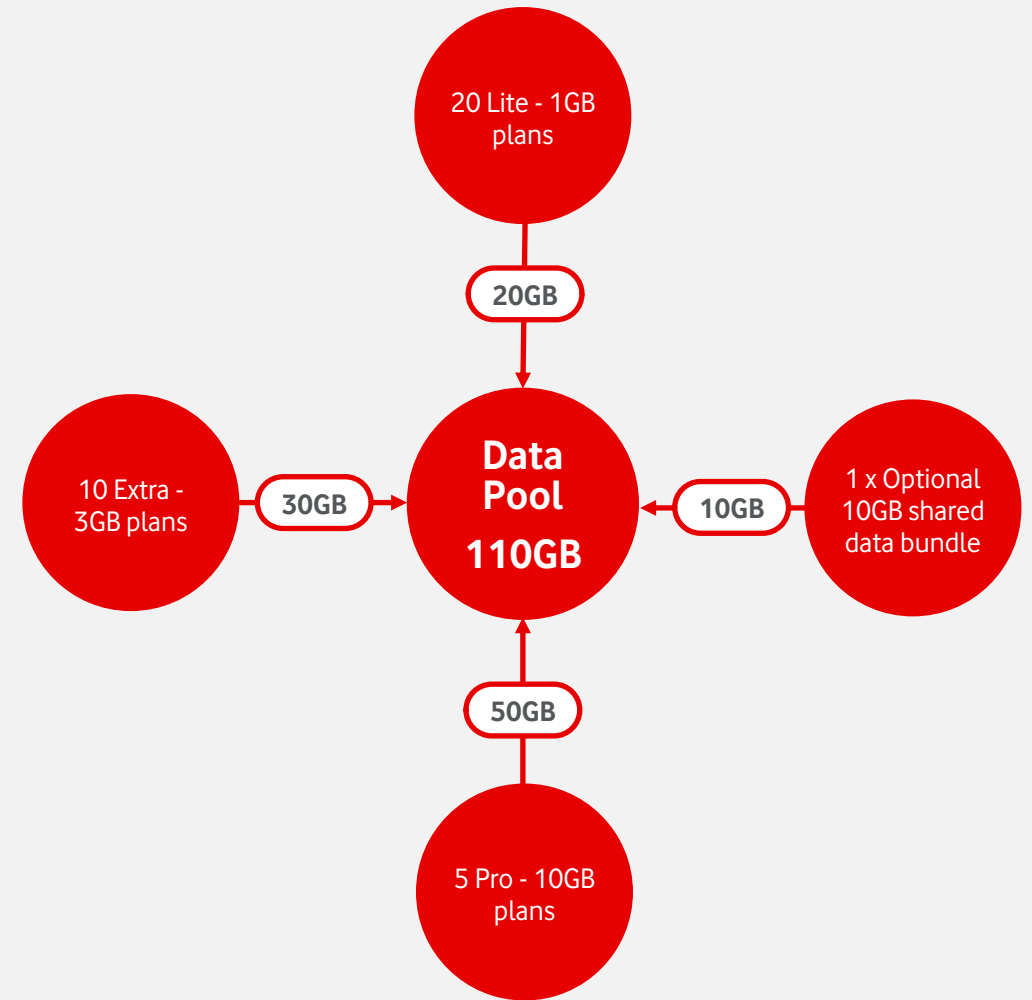 20 Lite - 1GB
plans
20GB
10 Extra -
3GB plans
30GB
Data
Pool
110GB
10GB
1 x Optional
10GB shared
data bundle
50GB
5 Pro - 10GB
plans